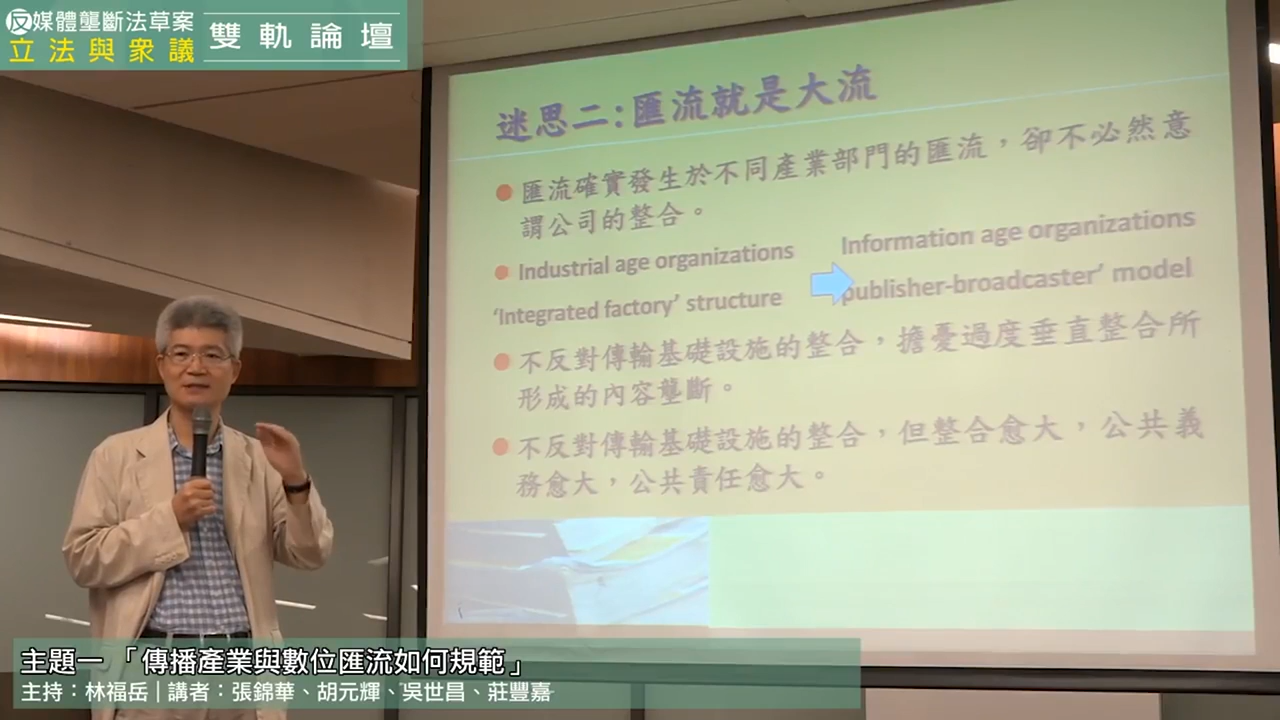 反媒體壟斷法草案
立法與眾議
雙軌論壇
迷思二:匯流就是大流
匯流確實發生於不同產業部門的匯流，卻不必然意
謂公司的整合。
Industrial age organizations
Information age organizations
‘Integrated factory’ structure
publisher-broadcaster’ model
不反對傳輸基礎設施的整合，擔憂過度垂直整合所
形成的內容壟斷。
不反對傳輸基礎設施的整合，但整合愈大，公共義
務愈大，公共責任愈大。
主題一 「傳播產業與數位匯流如何規範」
主持：林福岳 | 講者：張錦華、胡元輝、吳世昌、莊豐嘉